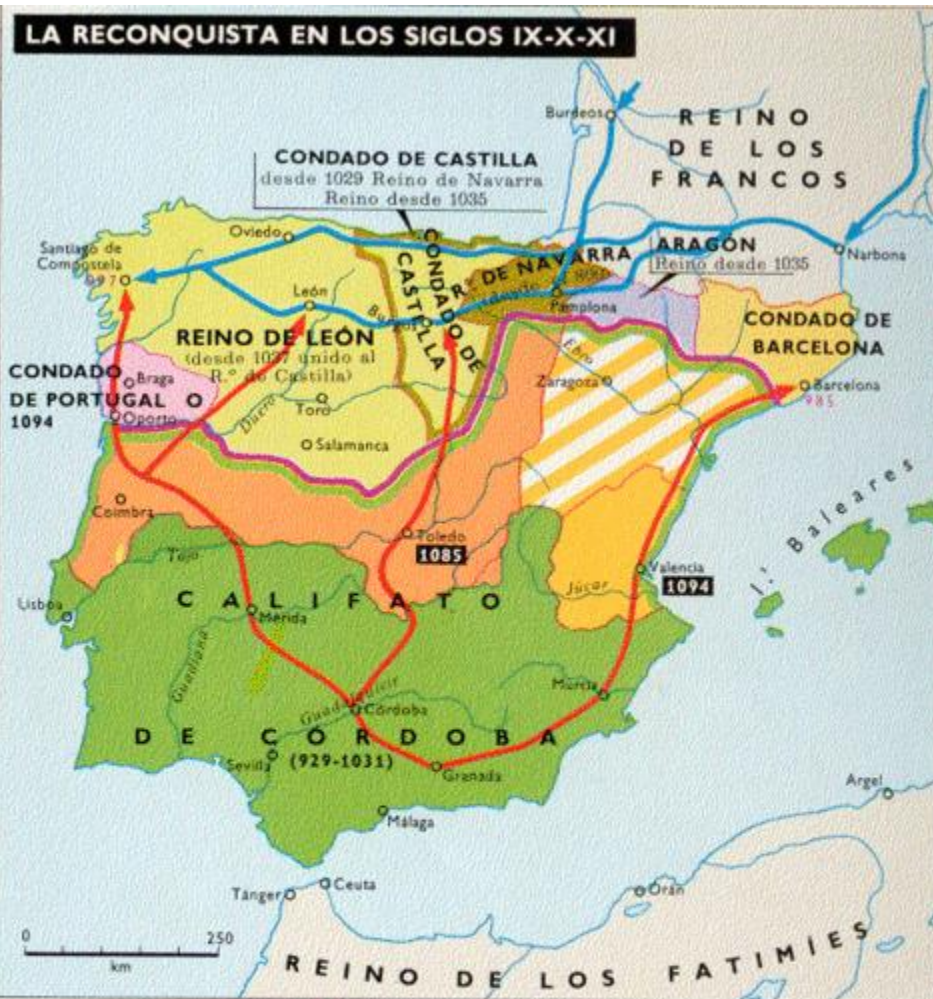 LA RECONQUISTA EN LOS SIGLOS IX-X-XI
Burdeos
REINO
DE LOS
FRANCOS
CONDADO DE CASTILLA
desde 1029 Reino de Navarra
Reino desde 1035
Oviedo
Santiago de
Compostela
997
CONDADO DE
CASTILLA
R.º DE NAVARRA
ARAGÓN
Reino desde 1035
Narbona
León
Pamplona
REINO DE LEÓN
(desde 1037 unido al
R.º de Castilla)
CONDADO DE
BARCELONA
Ebro
CONDADO
DE PORTUGAL
1094
Braga
Oporto
Duero
Toro
Zaragoza
Barcelona
985
Salamanca
Coimbra
Toledo
1085
I.ˢ Baleares
Tajo
Valencia
1094
Júcar
Lisboa
CALIFATO
Mérida
Guadiana
Guadalquivir
Córdoba
Murcia
DE CÓRDOBA
(929-1031)
Sevilla
Granada
Málaga
Argel
Tánger
Ceuta
Orán
0 250
km
REINO DE LOS FATIMÍES